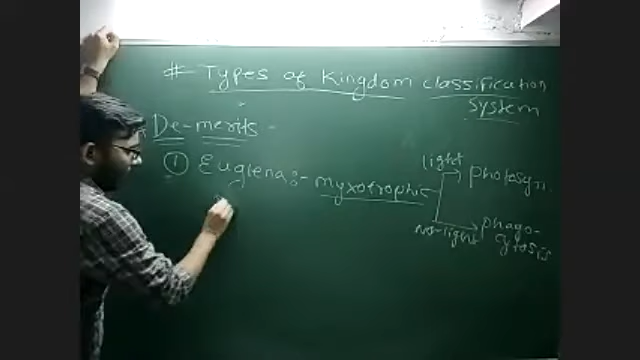 # Types of Kingdom classification
System
De-merits -
① Euglena:- myxotrophic
light → photosyn.
no-light → phago-
cytosis